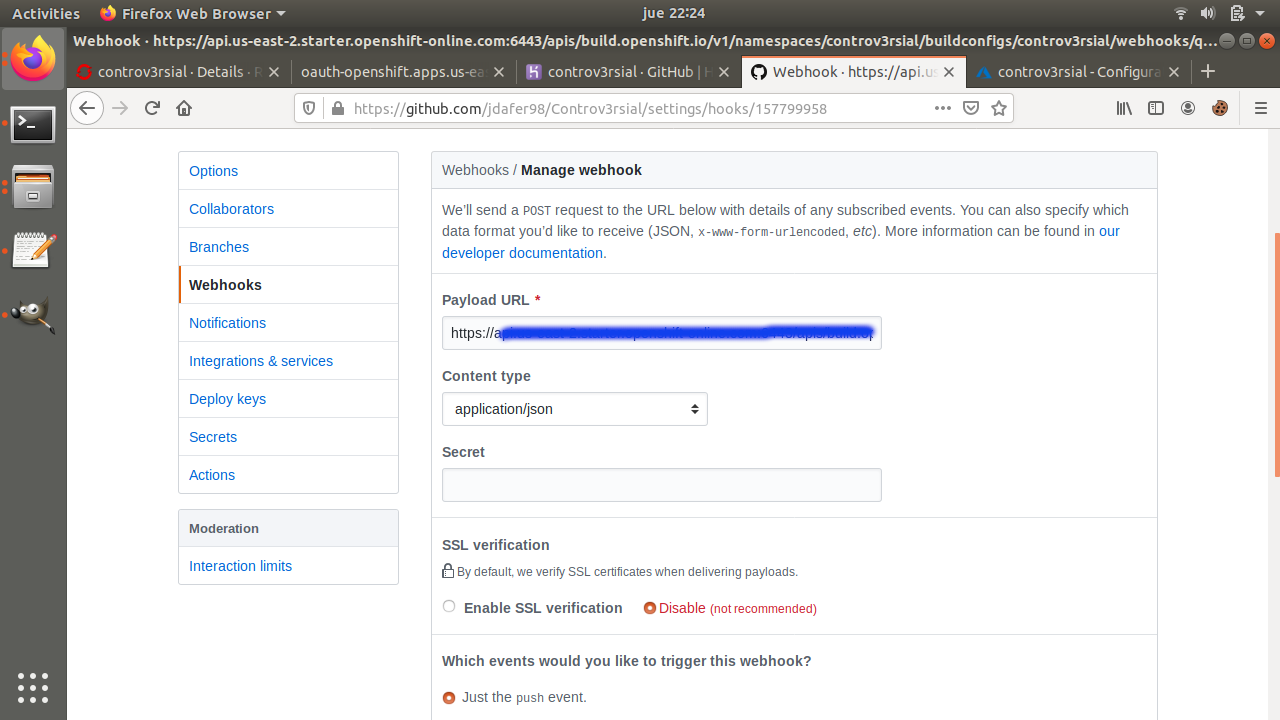 Activities Firefox Web Browser jue 22:24
Webhook · https://api.us-east-2.starter.openshift-online.com:6443/apis/build.openshift.io/v1/namespaces/controv3rsial/buildconfigs/controv3rsial/webhooks/q…
controv3rsial · Details · R oauth-openshift.apps.us-eas controv3rsial · GitHub | H Webhook · https://api.us controv3rsial - Configura
https://github.com/jdafer98/Controv3rsial/settings/hooks/157799958
Options
Collaborators
Branches
Webhooks
Notifications
Integrations & services
Deploy keys
Secrets
Actions
Moderation
Interaction limits
Webhooks / Manage webhook
We'll send a POST request to the URL below with details of any subscribed events. You can also specify which
data format you'd like to receive (JSON, x-www-form-urlencoded, etc). More information can be found in our
developer documentation.
Payload URL *
https://a
Content type
application/json
Secret
SSL verification
By default, we verify SSL certificates when delivering payloads.
Enable SSL verification Disable (not recommended)
Which events would you like to trigger this webhook?
Just the push event.